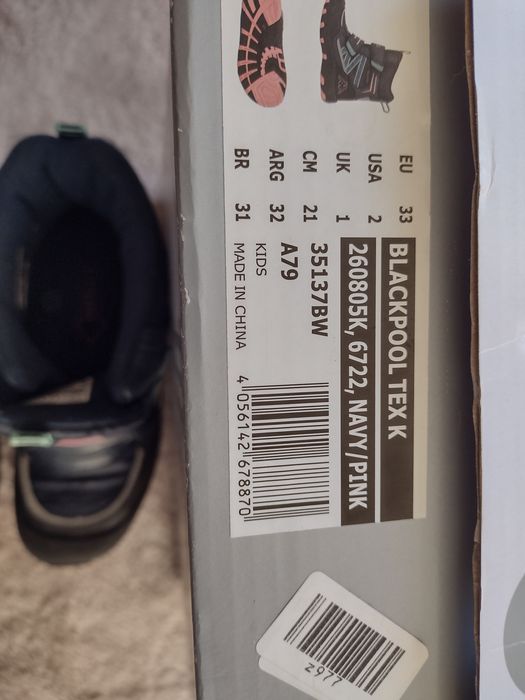 EU 33
USA 2
UK 1
CM 21
ARG 32
BR 31
BLACKPOOL TEX K
260805K, 6722, NAVY/PINK
35137BW
A79
KIDS
MADE IN CHINA
4 056142 678870
z977